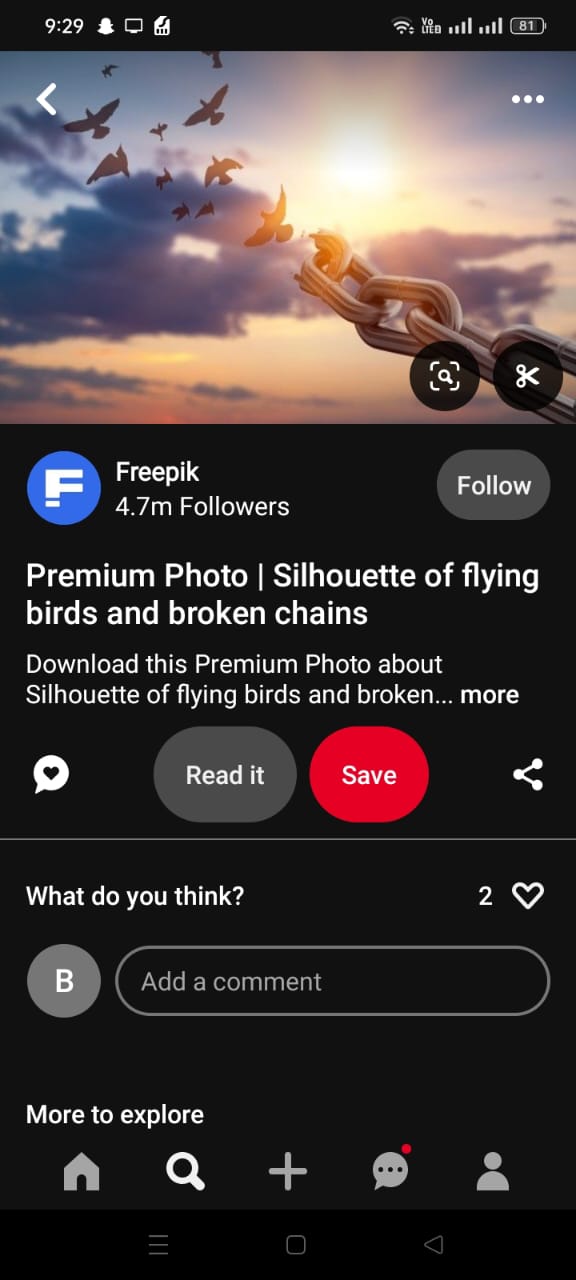 9:29
Vo LTE2 81
Freepik
4.7m Followers
Follow
Premium Photo | Silhouette of flying
birds and broken chains
Download this Premium Photo about
Silhouette of flying birds and broken... more
Read it
Save
What do you think?
2
B
Add a comment
More to explore